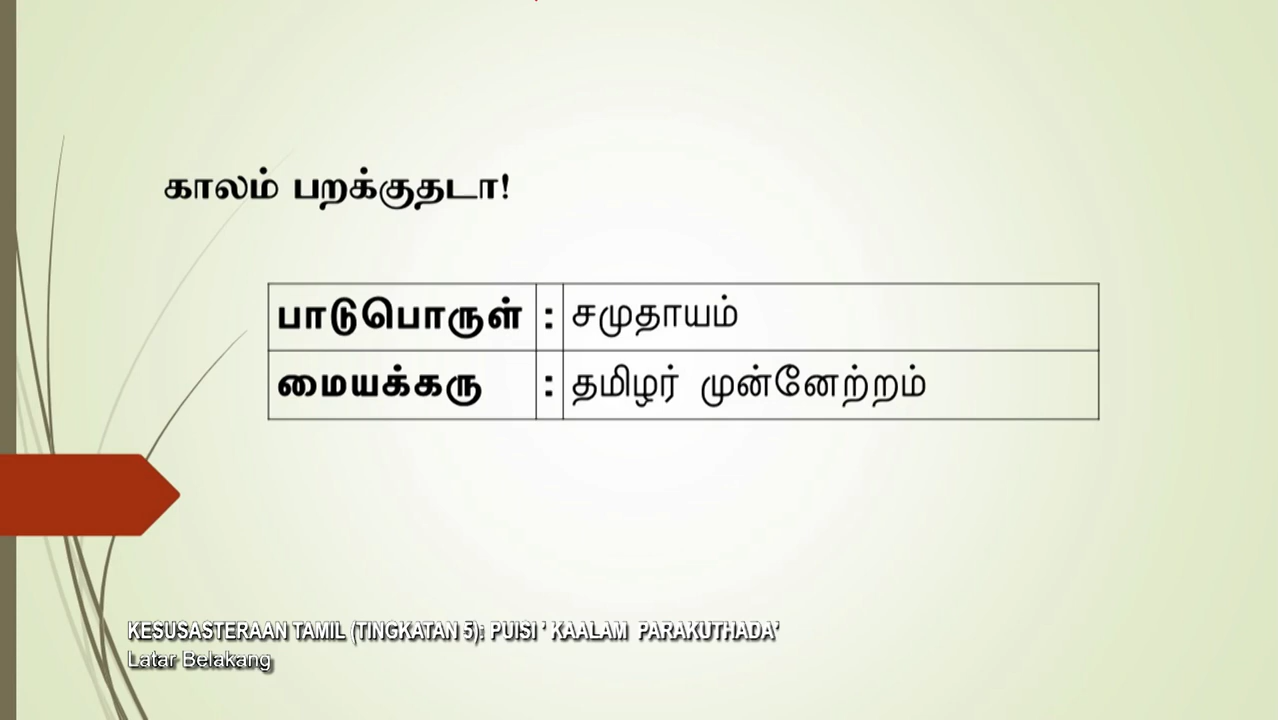 காலம் பறக்குதடா!
பாடுபொருள் : சமுதாயம்
மையக்கரு : தமிழர் முன்னேற்றம்
KESUSASTERAAN TAMIL (TINGKATAN 5): PUISI ' KAALAM PARAKUTHADA'
Latar Belakang